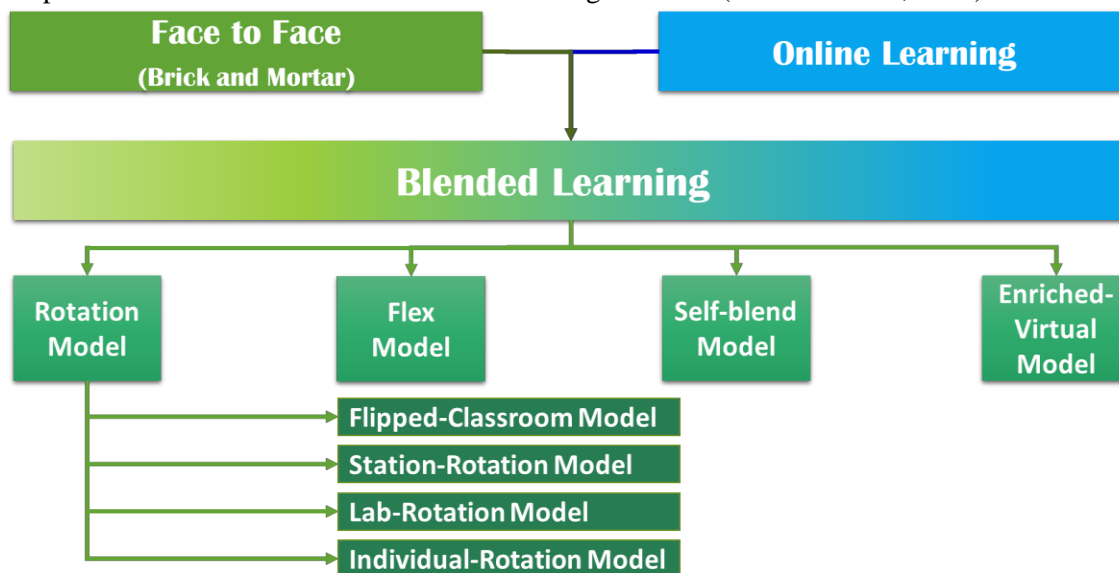 Face to Face
(Brick and Mortar)
Online Learning
Blended Learning
Rotation
Model
Flex
Model
Self-blend
Model
Enriched-
Virtual
Model
Flipped-Classroom Model
Station-Rotation Model
Lab-Rotation Model
Individual-Rotation Model